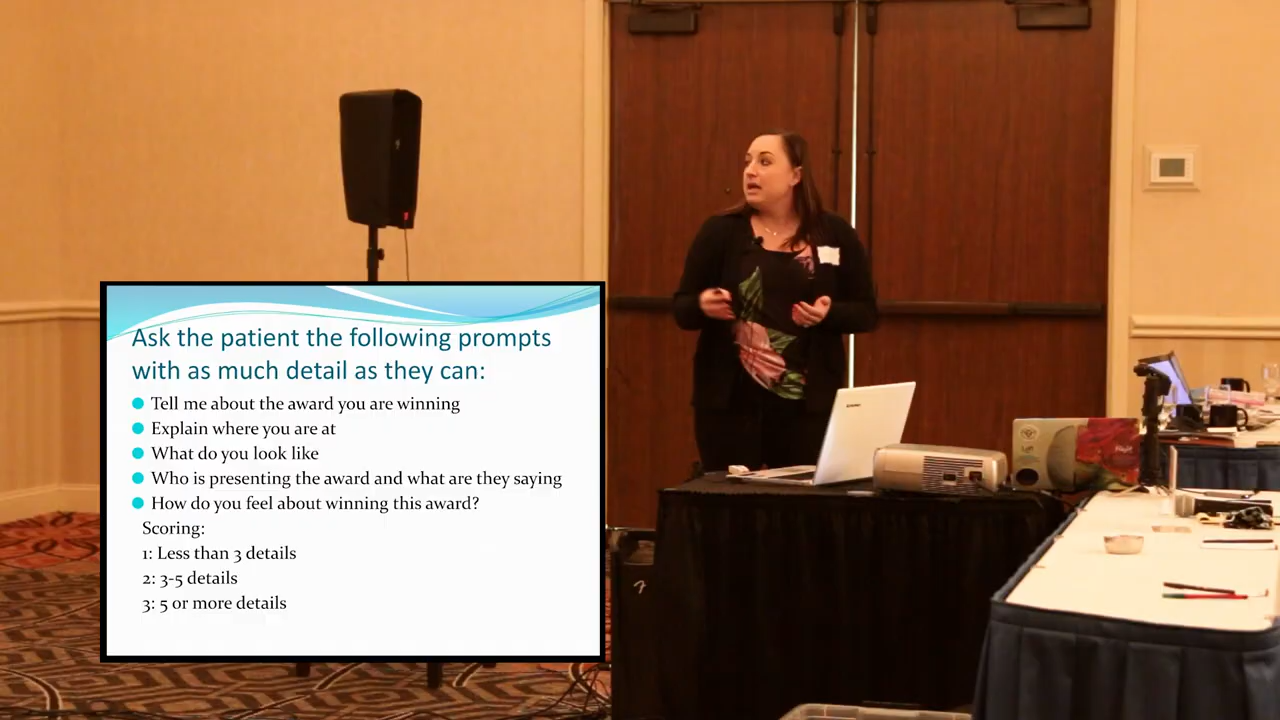 Ask the patient the following prompts
with as much detail as they can:
Tell me about the award you are winning
Explain where you are at
What do you look like
Who is presenting the award and what are they saying
How do you feel about winning this award?
Scoring:
1: Less than 3 details
2: 3-5 details
3: 5 or more details